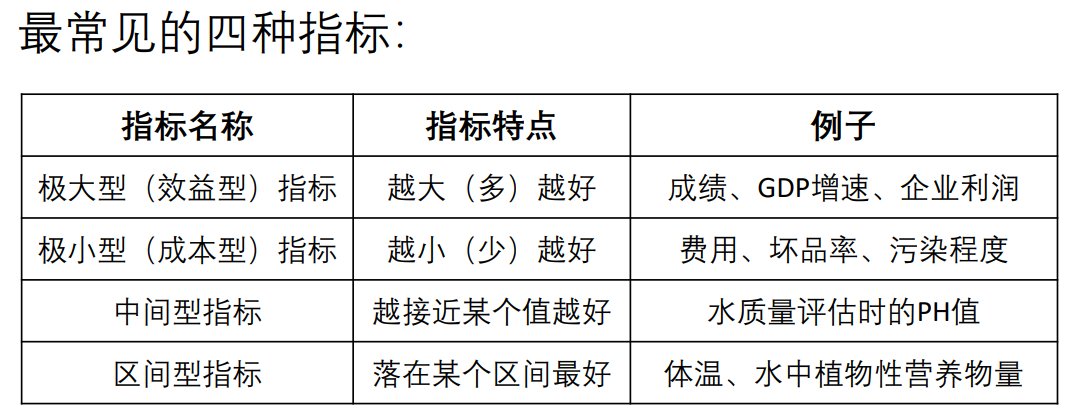 最常见的四种指标：
指标名称 指标特点 例子
极大型（效益型）指标 越大（多）越好 成绩、GDP增速、企业利润
极小型（成本型）指标 越小（少）越好 费用、坏品率、污染程度
中间型指标 越接近某个值越好 水质量评估时的PH值
区间型指标 落在某个区间最好 体温、水中植物性营养物量